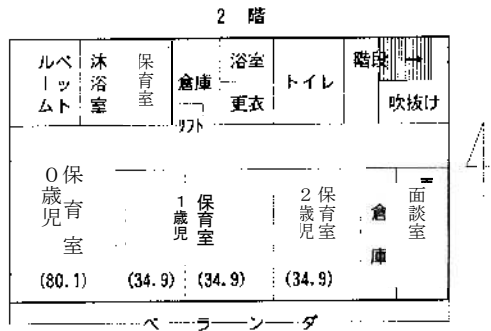 2 階
ベッドルーム
沐浴室
保育室
倉庫
リフト
浴室
更衣
トイレ
階段
吹抜け
0歳児保育室
(80.1)
(34.9)
1歳児保育室
(34.9)
2歳児保育室
(34.9)
倉庫
面談室
ベランダ